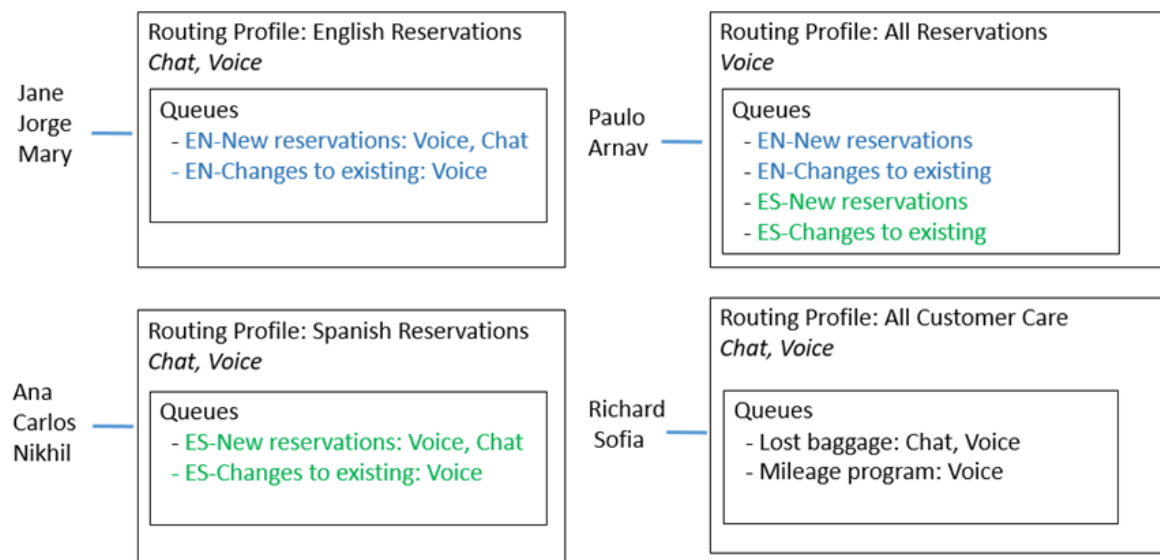 Jane
Jorge
Mary
Routing Profile: English Reservations
Chat, Voice
Queues
- EN-New reservations: Voice, Chat
- EN-Changes to existing: Voice
Paulo
Arnav
Routing Profile: All Reservations
Voice
Queues
- EN-New reservations
- EN-Changes to existing
- ES-New reservations
- ES-Changes to existing
Ana
Carlos
Nikhil
Routing Profile: Spanish Reservations
Chat, Voice
Queues
- ES-New reservations: Voice, Chat
- ES-Changes to existing: Voice
Richard
Sofia
Routing Profile: All Customer Care
Chat, Voice
Queues
- Lost baggage: Chat, Voice
- Mileage program: Voice